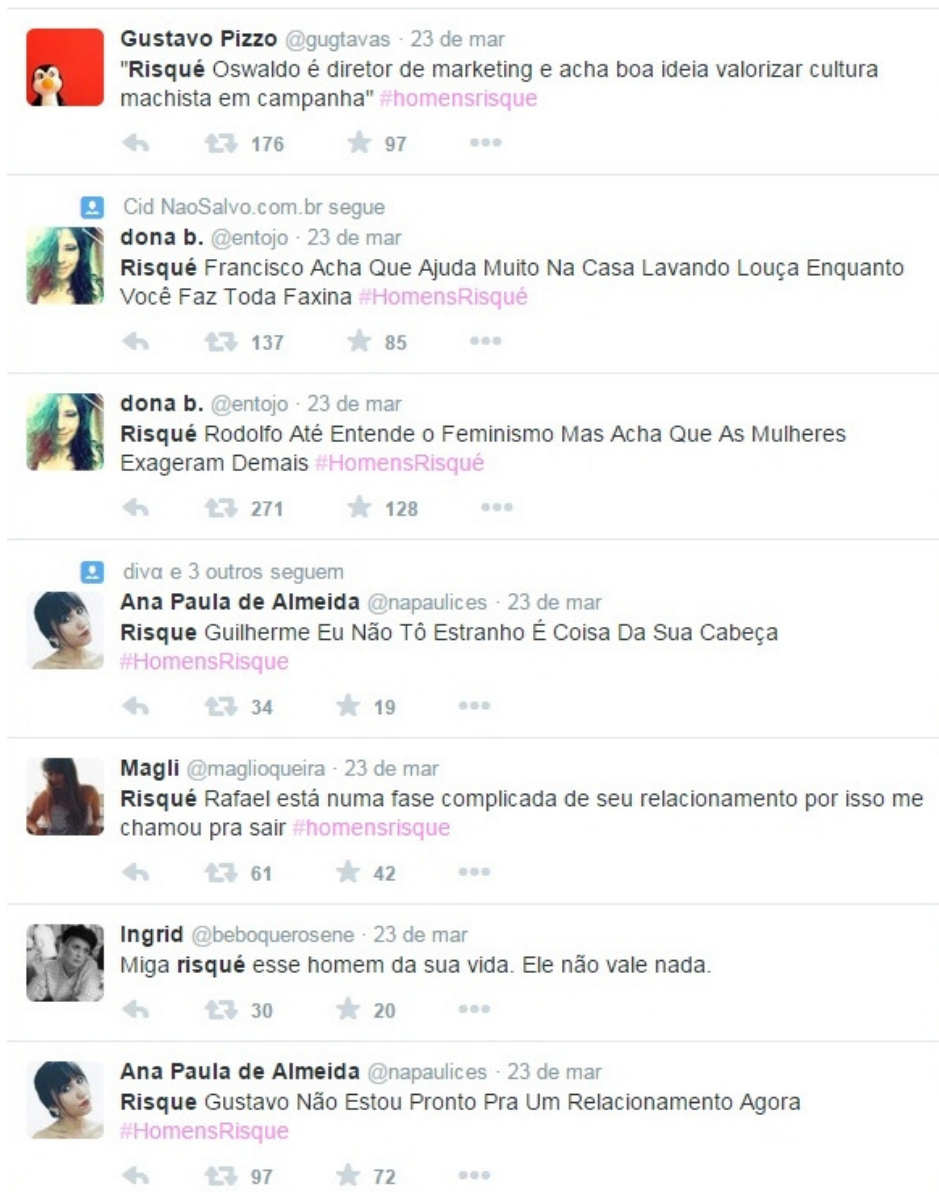 Gustavo Pizzo @gugtavas · 23 de mar
"Risqué Oswaldo é diretor de marketing e acha boa ideia valorizar cultura
machista em campanha" #homensrisque
176 97
Cid NaoSalvo.com.br segue
dona b. @entojo · 23 de mar
Risqué Francisco Acha Que Ajuda Muito Na Casa Lavando Louça Enquanto
Você Faz Toda Faxina #HomensRisqué
137 85
dona b. @entojo · 23 de mar
Risqué Rodolfo Até Entende o Feminismo Mas Acha Que As Mulheres
Exageram Demais #HomensRisqué
271 128
divα e 3 outros seguem
Ana Paula de Almeida @napaulices · 23 de mar
Risque Guilherme Eu Não Tô Estranho É Coisa Da Sua Cabeça
#HomensRisque
34 19
Magli @maglioqueira · 23 de mar
Risqué Rafael está numa fase complicada de seu relacionamento por isso me
chamou pra sair #homensrisque
61 42
Ingrid @beboquerosene · 23 de mar
Miga risqué esse homem da sua vida. Ele não vale nada.
30 20
Ana Paula de Almeida @napaulices · 23 de mar
Risque Gustavo Não Estou Pronto Pra Um Relacionamento Agora
#HomensRisque
97 72